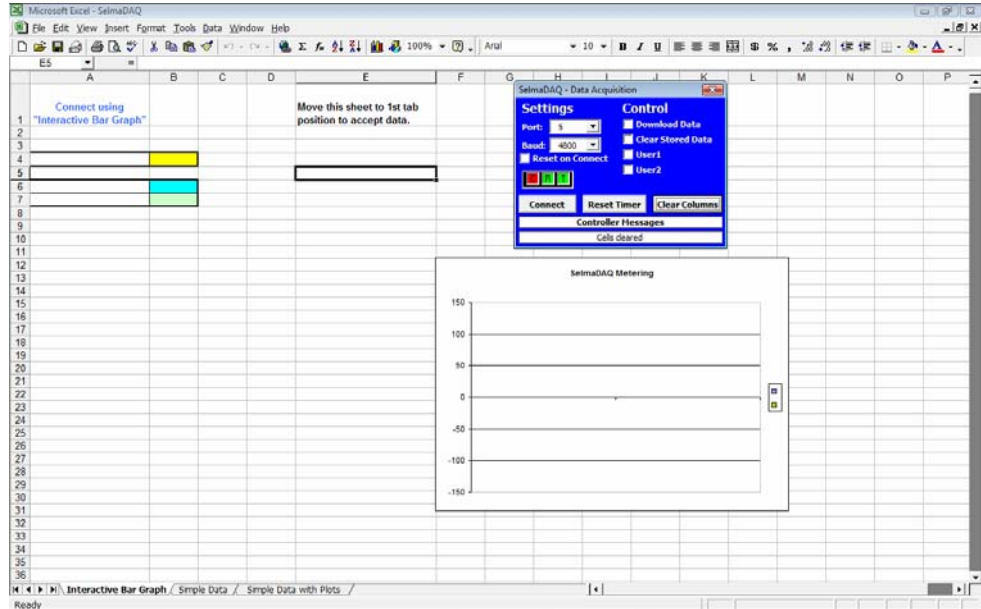 Microsoft Excel - SelmaDAQ
File Edit View Insert Format Tools Data Window Help
100% Arial 10 B I U $ % ,
E5 =
A B C D E F G H I J K L M N O P
1
2
3
4
5
6
7
8
9
10
11
12
13
14
15
16
17
18
19
20
21
22
23
24
25
26
27
28
29
30
31
32
33
34
35
36
Connect using
"Interactive Bar Graph"
Move this sheet to 1st tab
position to accept data.
SelmaDAQ - Data Acquisition
Settings Control
Port: 5 Download Data
Baud: 4800 Clear Stored Data
Reset on Connect User1
User2
Connect Reset Timer Clear Columns
Controller Messages
Cells cleared
SelmaDAQ Metering
150
100
50
0
-50
-100
-150
Interactive Bar Graph Simple Data Simple Data with Plots
Ready